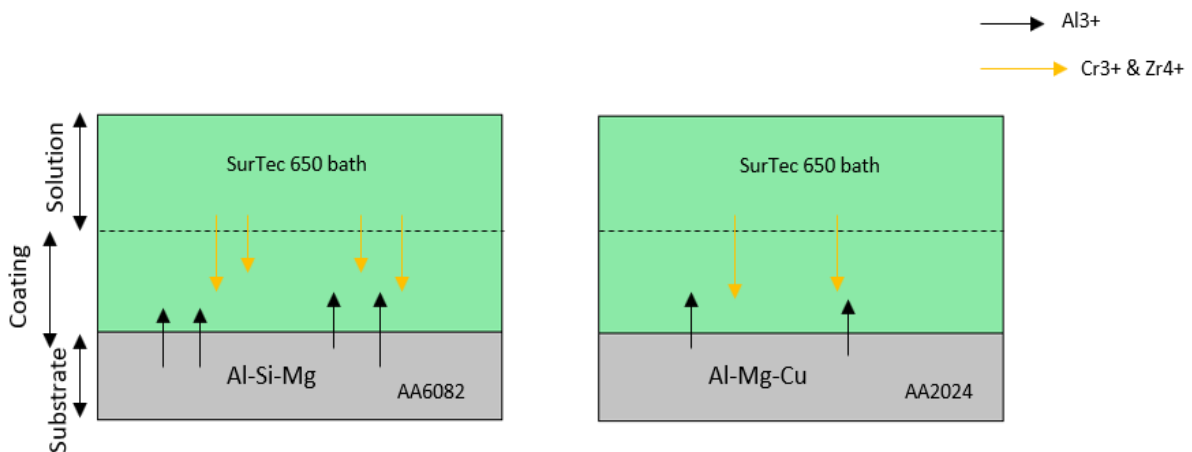 Al3+
Cr3+ & Zr4+
Solution
Coating
Substrate
SurTec 650 bath
Al-Si-Mg
AA6082
SurTec 650 bath
Al-Mg-Cu
AA2024